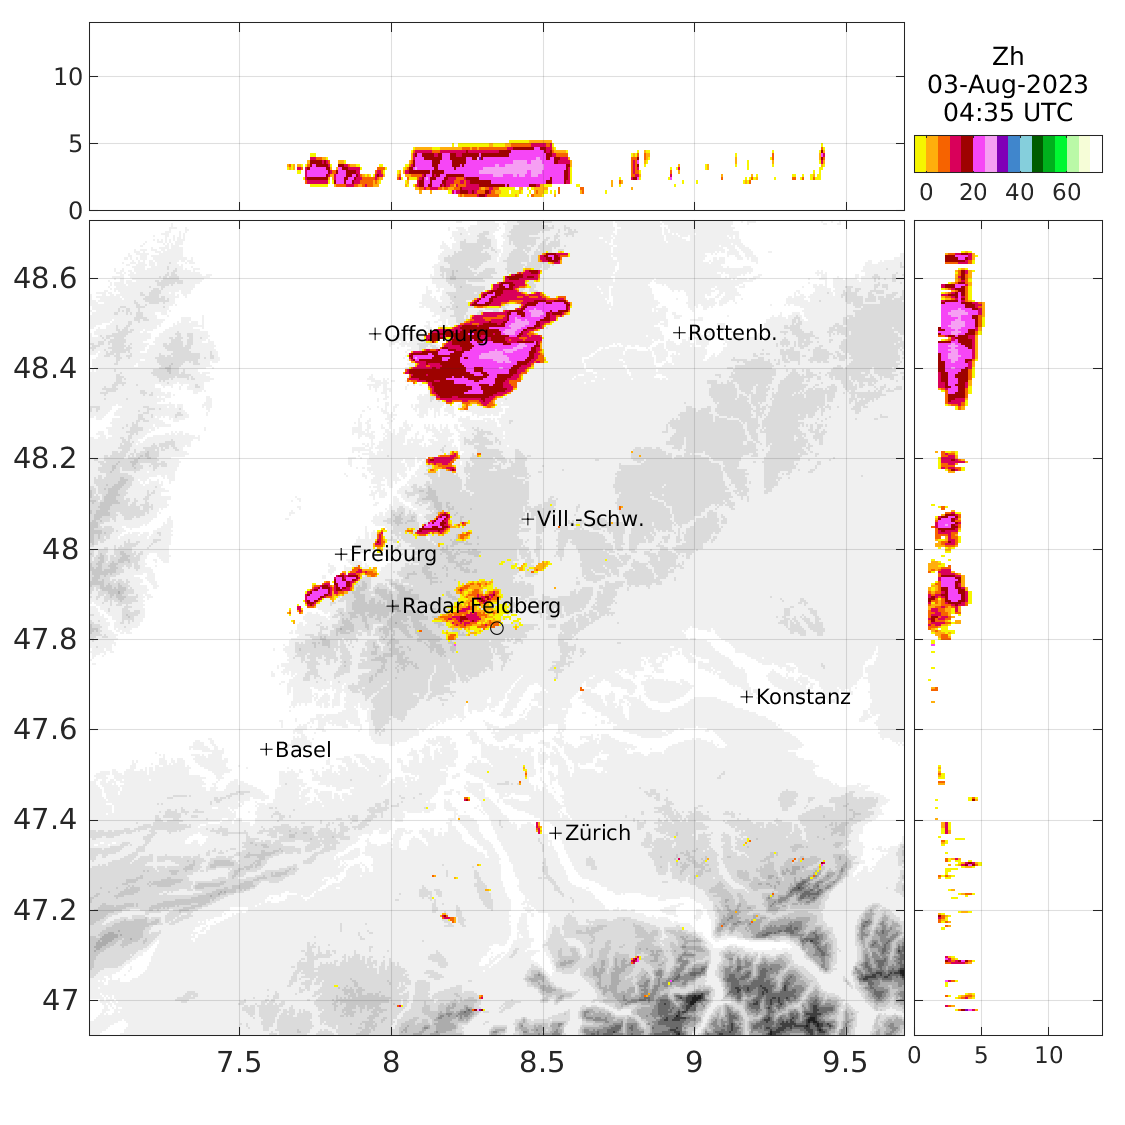 10
5
0
Zh
03-Aug-2023
04:35 UTC
0 20 40 60
48.6
48.4
48.2
48
47.8
47.6
47.4
47.2
47
+Offenburg
+Rottenb.
+Vill.-Schw.
+Freiburg
+Radar Feldberg
+Konstanz
+Basel
+Zürich
7.5 8 8.5 9 9.5
0 5 10